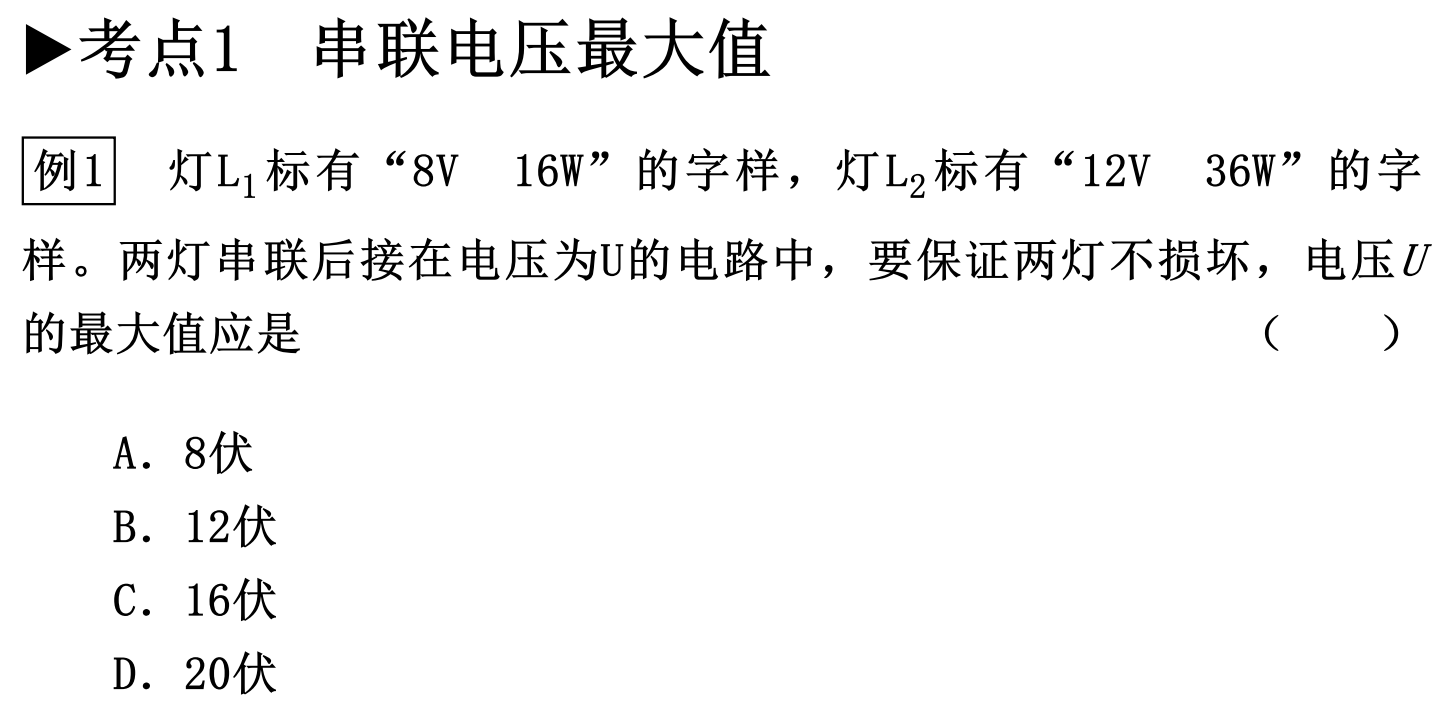 ▶考点1　串联电压最大值
例1　灯L₁标有“8V　16W”的字样，灯L₂标有“12V　36W”的字
样。两灯串联后接在电压为U的电路中，要保证两灯不损坏，电压U
的最大值应是　（　　）
A．8伏
B．12伏
C．16伏
D．20伏